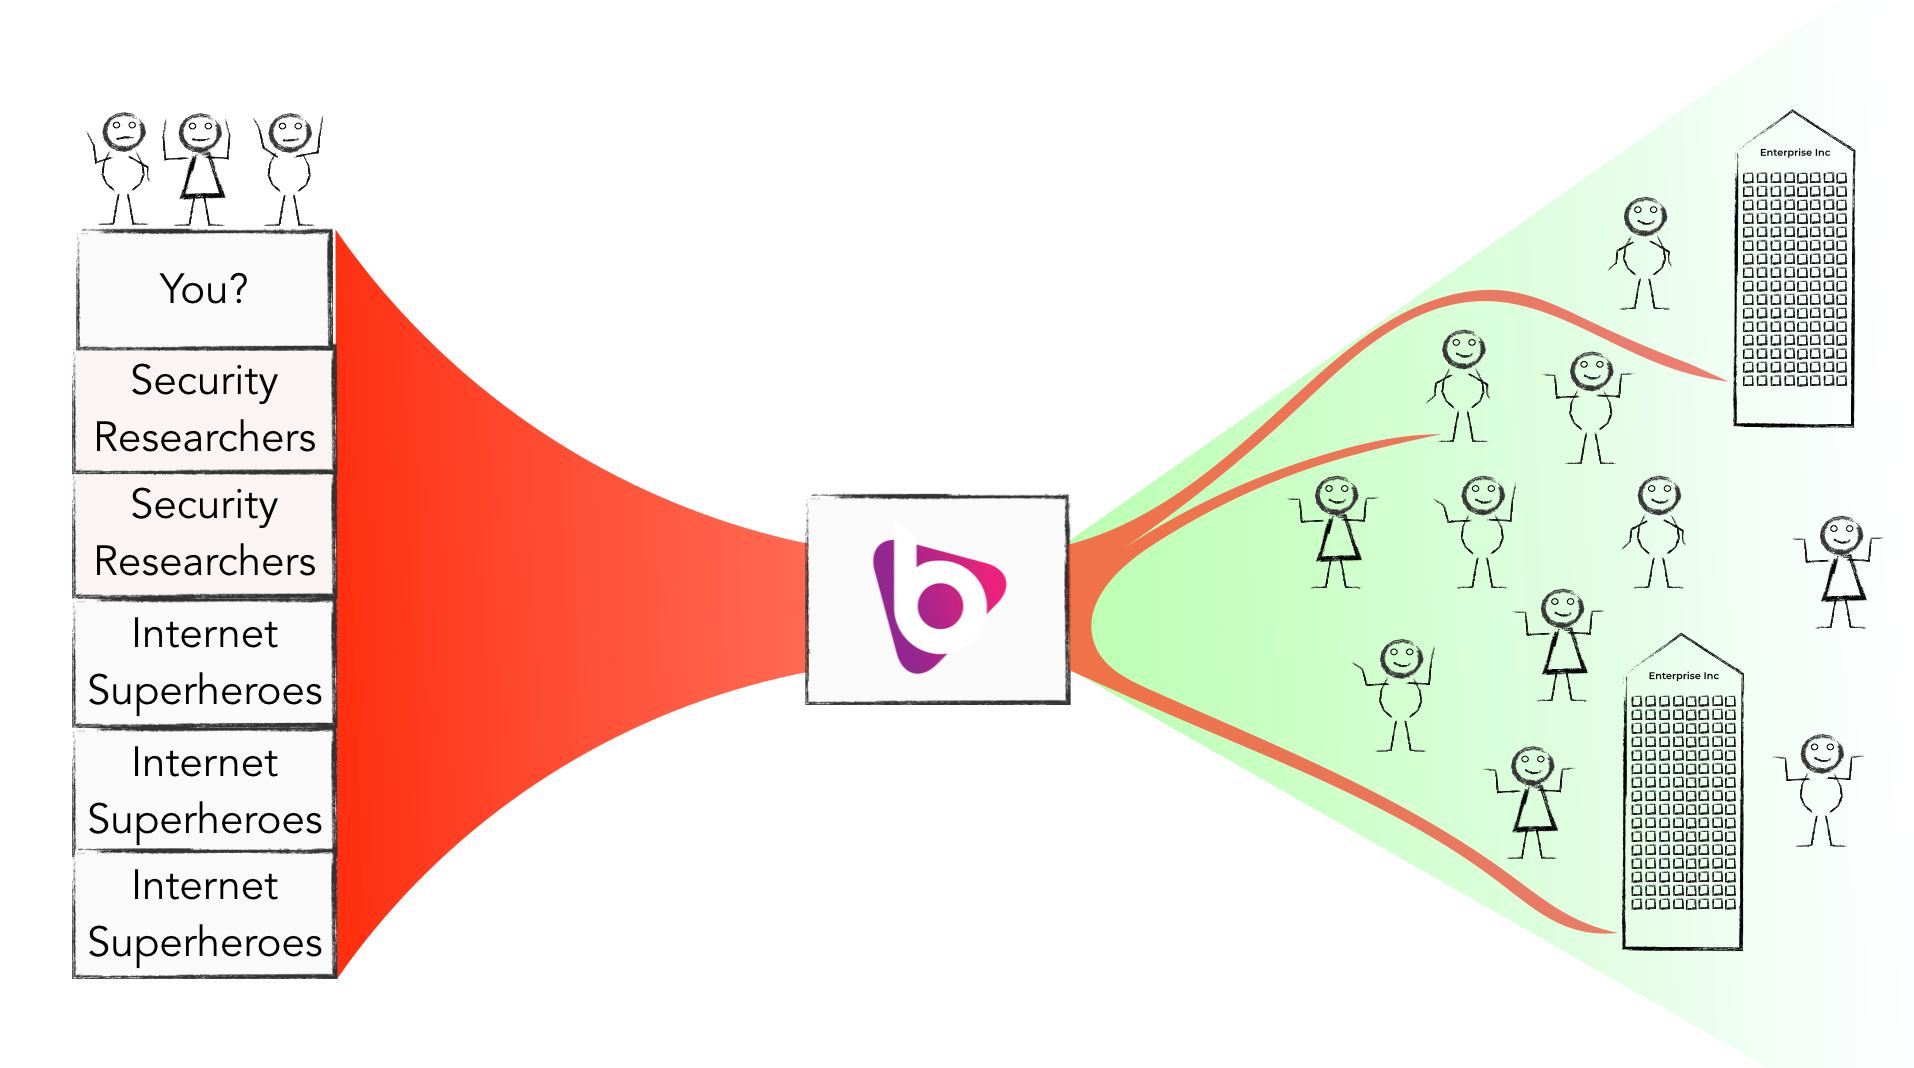 You?
Security
Researchers
Security
Researchers
Internet
Superheroes
Internet
Superheroes
Internet
Superheroes
b
Enterprise Inc
Enterprise Inc